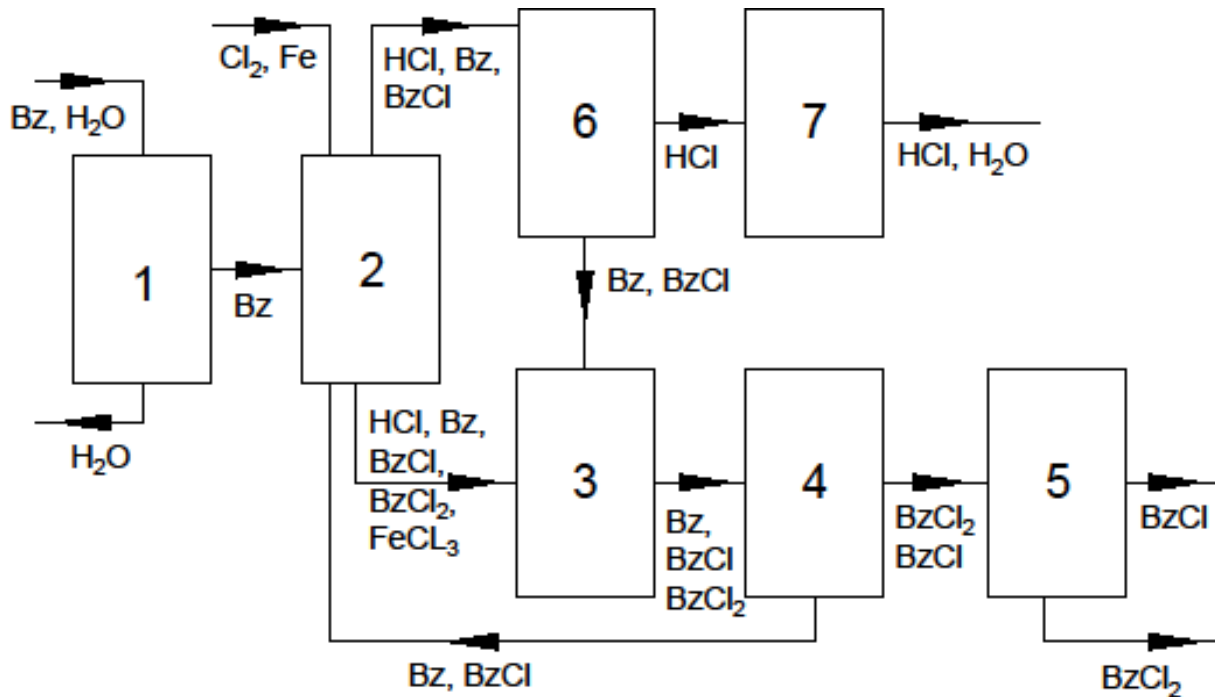 Cl₂, Fe
HCl, Bz,
BzCl
Bz, H₂O
6
7
HCl
HCl, H₂O
1
2
Bz
Bz, BzCl
H₂O
HCl, Bz,
BzCl,
BzCl₂,
FeCL₃
3
4
5
Bz,
BzCl
BzCl₂
BzCl₂
BzCl
BzCl
Bz, BzCl
BzCl₂